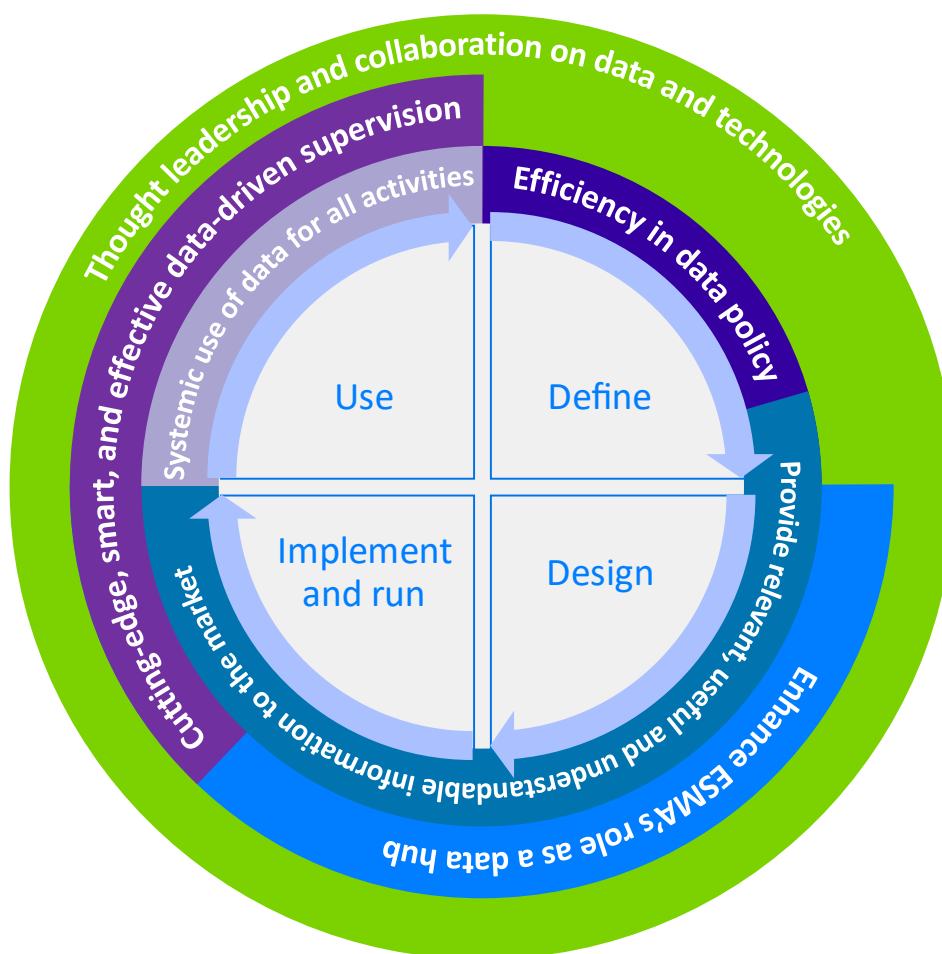 Thought leadership and collaboration on data and technologies
Cutting-edge, smart, and effective data-driven supervision
Systemic use of data for all activities
Efficiency in data policy
Provide relevant, useful and understandable information to the market
Enhance ESMA's role as a data hub
Use
Define
Implement
and run
Design